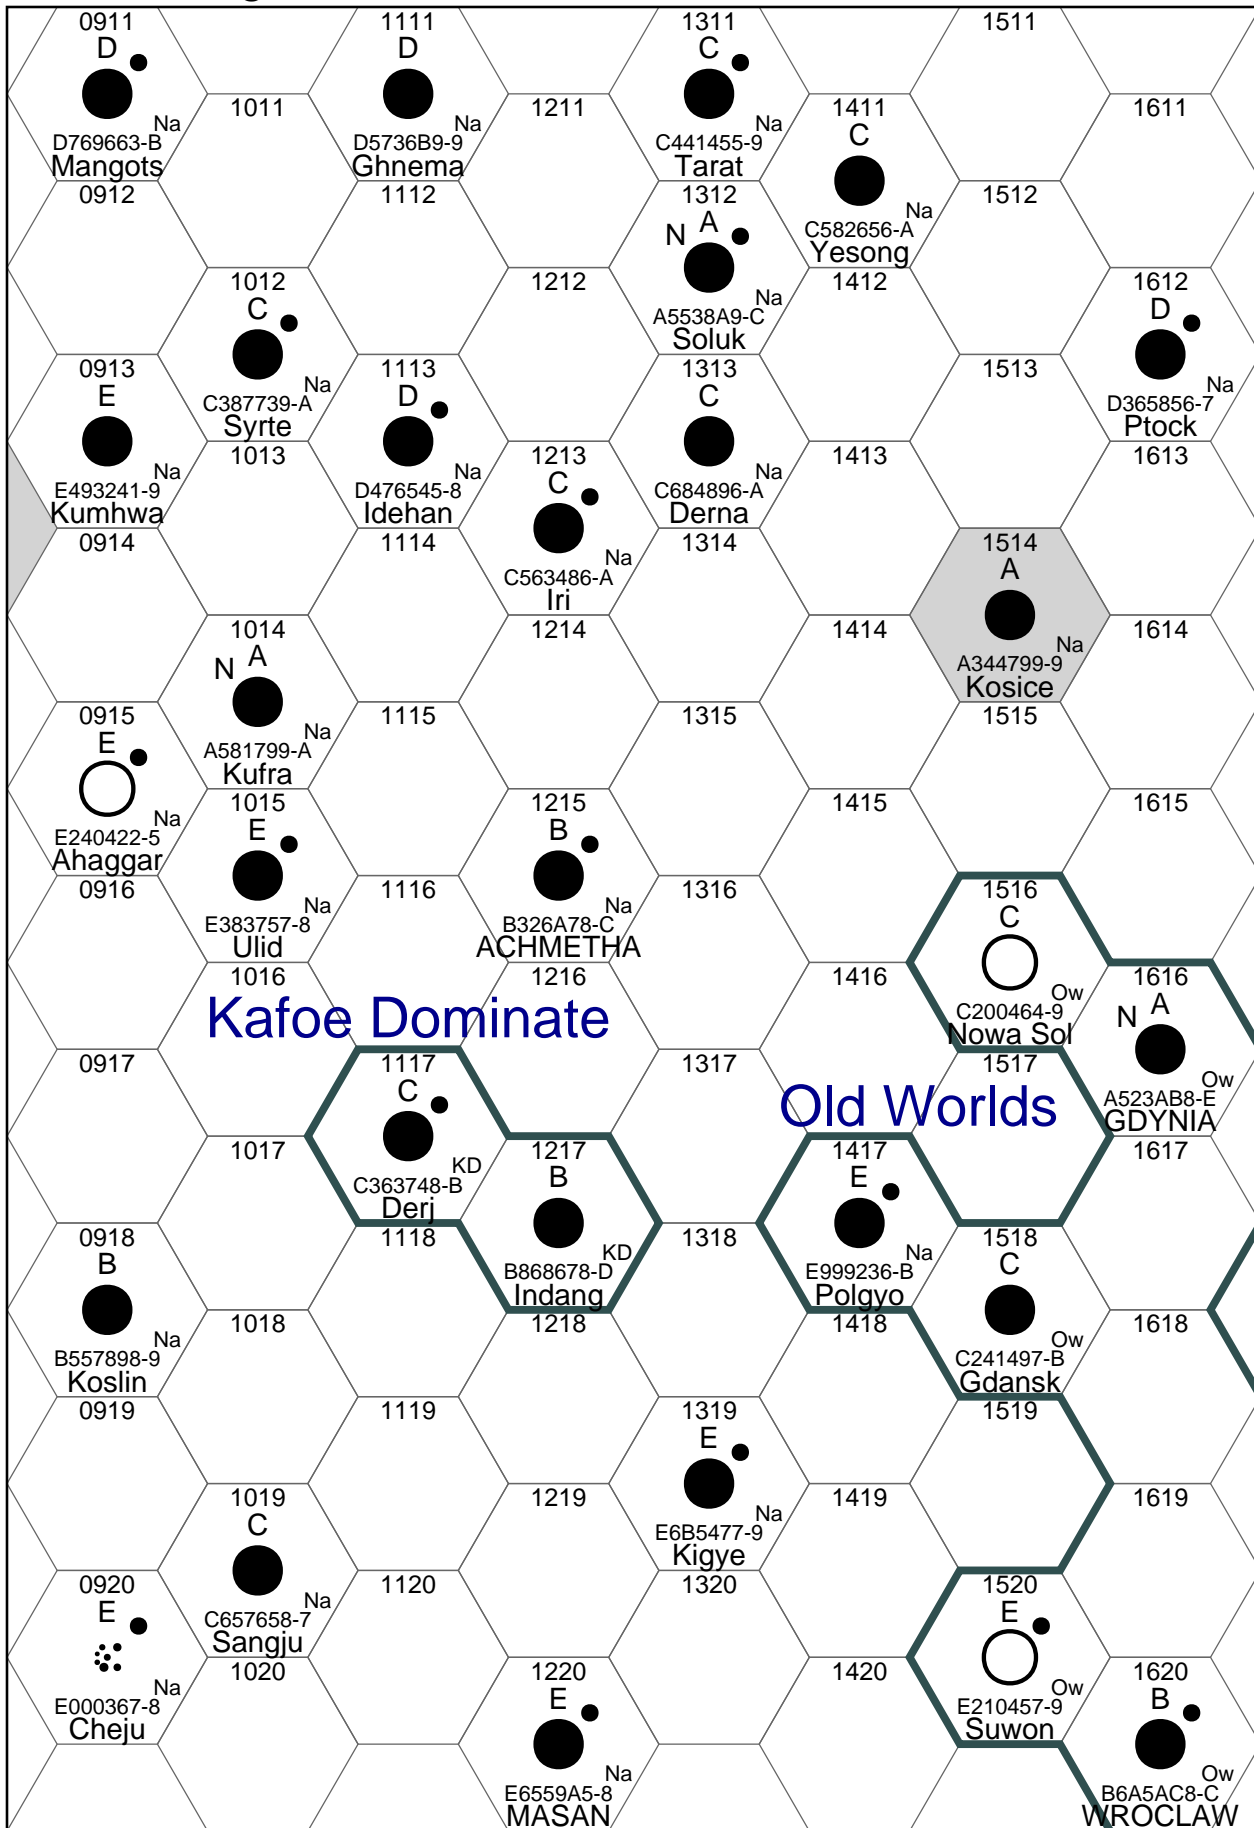 0911
D
Na
D769663-B
Mangots
1111
D
Na
D5736B9-9
Ghnema
1311
C
Na
C441455-9
Tarat
1511
1011
1211
1411
C
Na
C582656-A
Yesong
1611
0912
1112
1312
N A
Na
A5538A9-C
Soluk
1512
1012
C
Na
C387739-A
Syrte
1212
1412
1612
D
Na
D365856-7
Ptock
0913
E
Na
E493241-9
Kumhwa
1113
D
Na
D476545-8
Idehan
1313
C
Na
C684896-A
Derna
1513
1013
1213
C
Na
C563486-A
Iri
1413
1613
0914
1114
1314
1514
A
Na
A344799-9
Kosice
1014
N A
Na
A581799-A
Kufra
1214
1414
1614
0915
E
Na
E240422-5
Ahaggar
1115
1315
1515
1015
E
Na
E383757-8
Ulid
1215
B
Na
B326A78-C
ACHMETHA
1415
1615
0916
1116
1316
1516
C
Ow
C200464-9
Nowa Sol
1016
1216
1416
1616
N A
Ow
A523AB8-E
GDYNIA
Kafoe Dominate
0917
1117
C
KD
C363748-B
Derj
1317
1517
Old Worlds
1017
1217
B
KD
B868678-D
Indang
1417
E
Na
E999236-B
Polgyo
1617
0918
B
Na
B557898-9
Koslin
1118
1318
1518
C
Ow
C241497-B
Gdansk
1018
1218
1418
1618
0919
1119
1319
E
Na
E6B5477-9
Kigye
1519
1019
C
Na
C657658-7
Sangju
1219
1419
1619
0920
E
Na
E000367-8
Cheju
1120
1320
1520
E
Ow
E210457-9
Suwon
1020
1220
E
Na
E6559A5-8
MASAN
1420
1620
B
Ow
B6A5AC8-C
WROCLAW